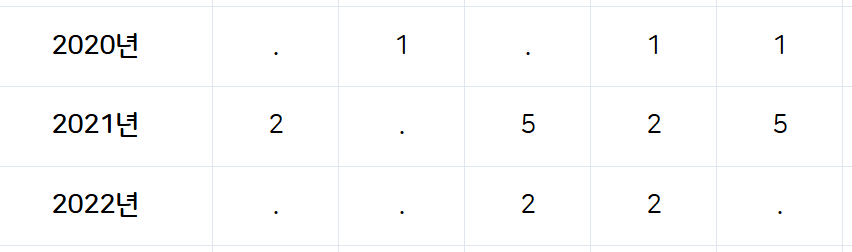 2020년 . 1 . 1 1
2021년 2 . 5 2 5
2022년 . . 2 2 .